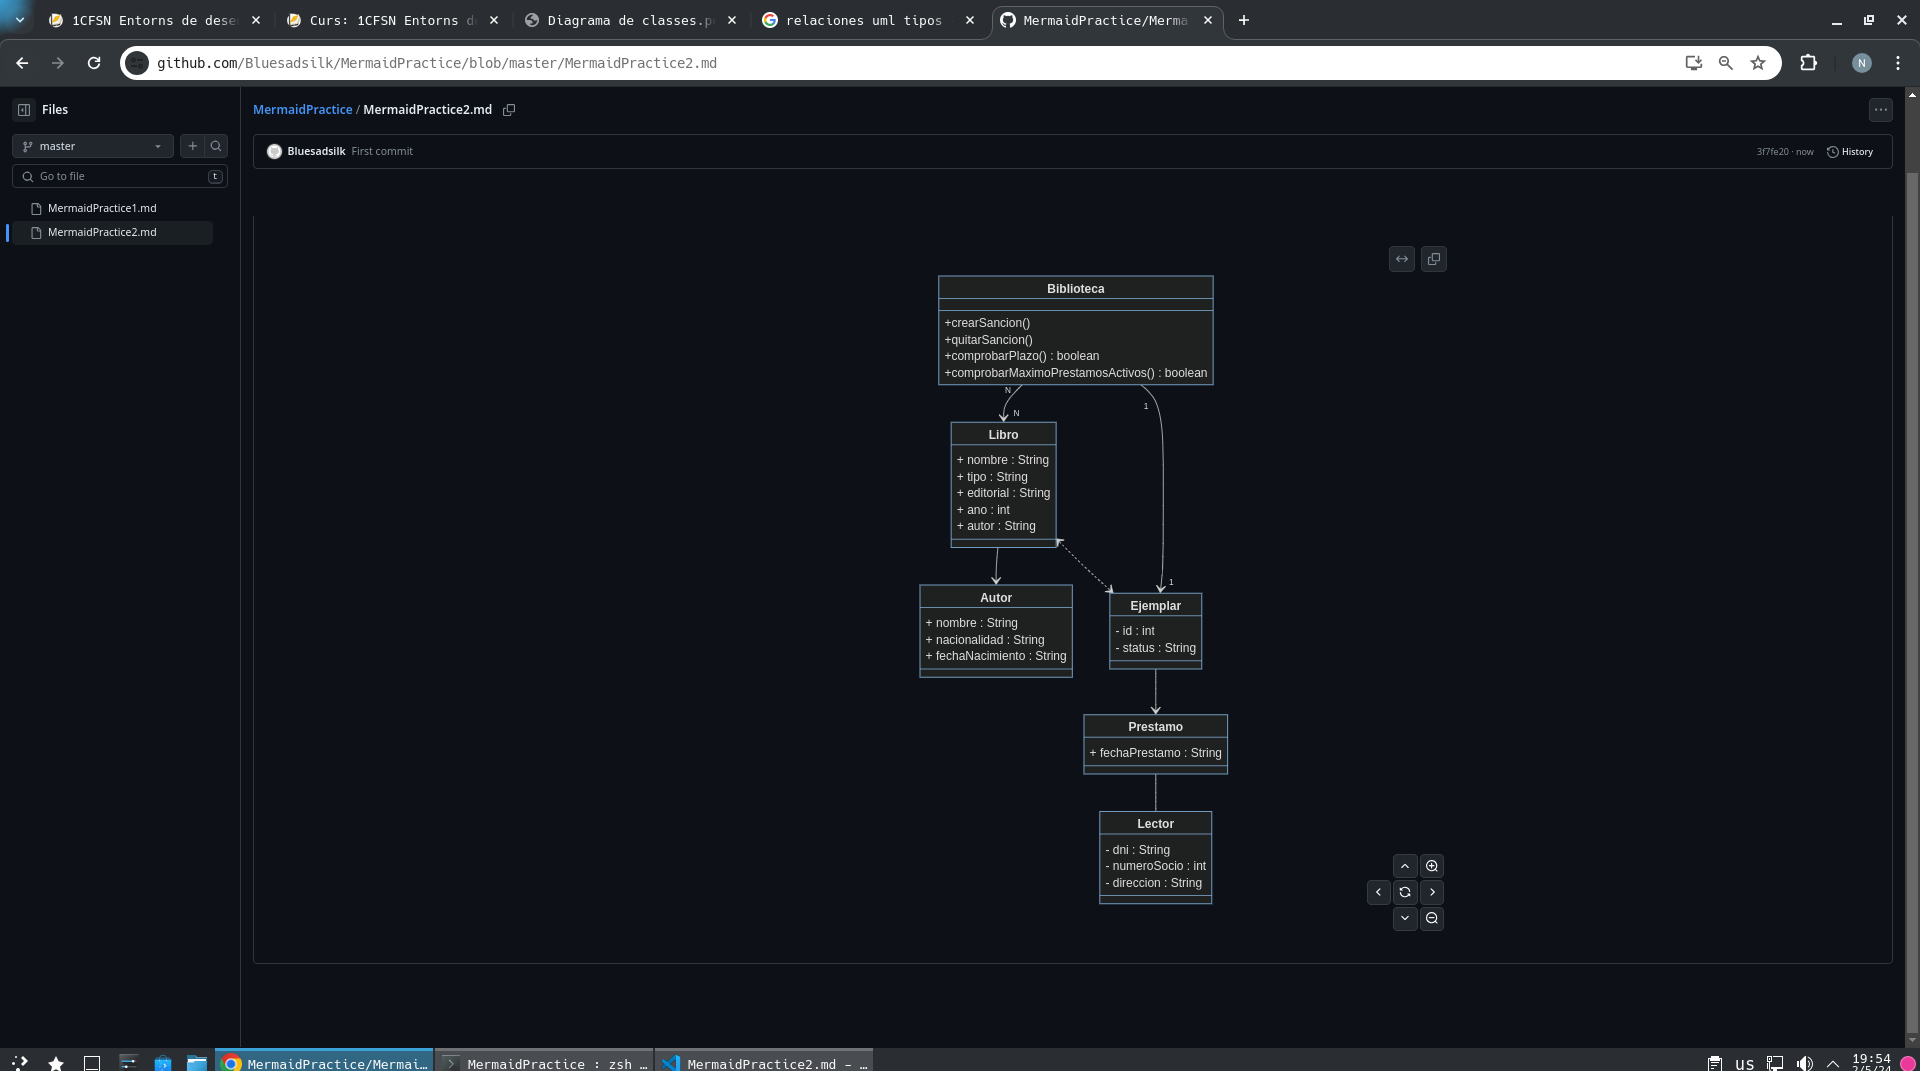 1CFSN Entorns de dese
Curs: 1CFSN Entorns d
Diagrama de classes.p
relaciones uml tipos
MermaidPractice/Merma
github.com/Bluesadsilk/MermaidPractice/blob/master/MermaidPractice2.md
N
Files
MermaidPractice / MermaidPractice2.md
master
Bluesadsilk First commit
3f7fe20 · now
History
Go to file
t
MermaidPractice1.md
MermaidPractice2.md
Biblioteca
+crearSancion()
+quitarSancion()
+comprobarPlazo() : boolean
+comprobarMaximoPrestamosActivos() : boolean
N
1
N
Libro
+ nombre : String
+ tipo : String
+ editorial : String
+ ano : int
+ autor : String
1
Autor
+ nombre : String
+ nacionalidad : String
+ fechaNacimiento : String
Ejemplar
- id : int
- status : String
Prestamo
+ fechaPrestamo : String
Lector
- dni : String
- numeroSocio : int
- direccion : String
MermaidPractice/Mermai…
MermaidPractice : zsh …
MermaidPractice2.md – …
us
19:54
2/5/24